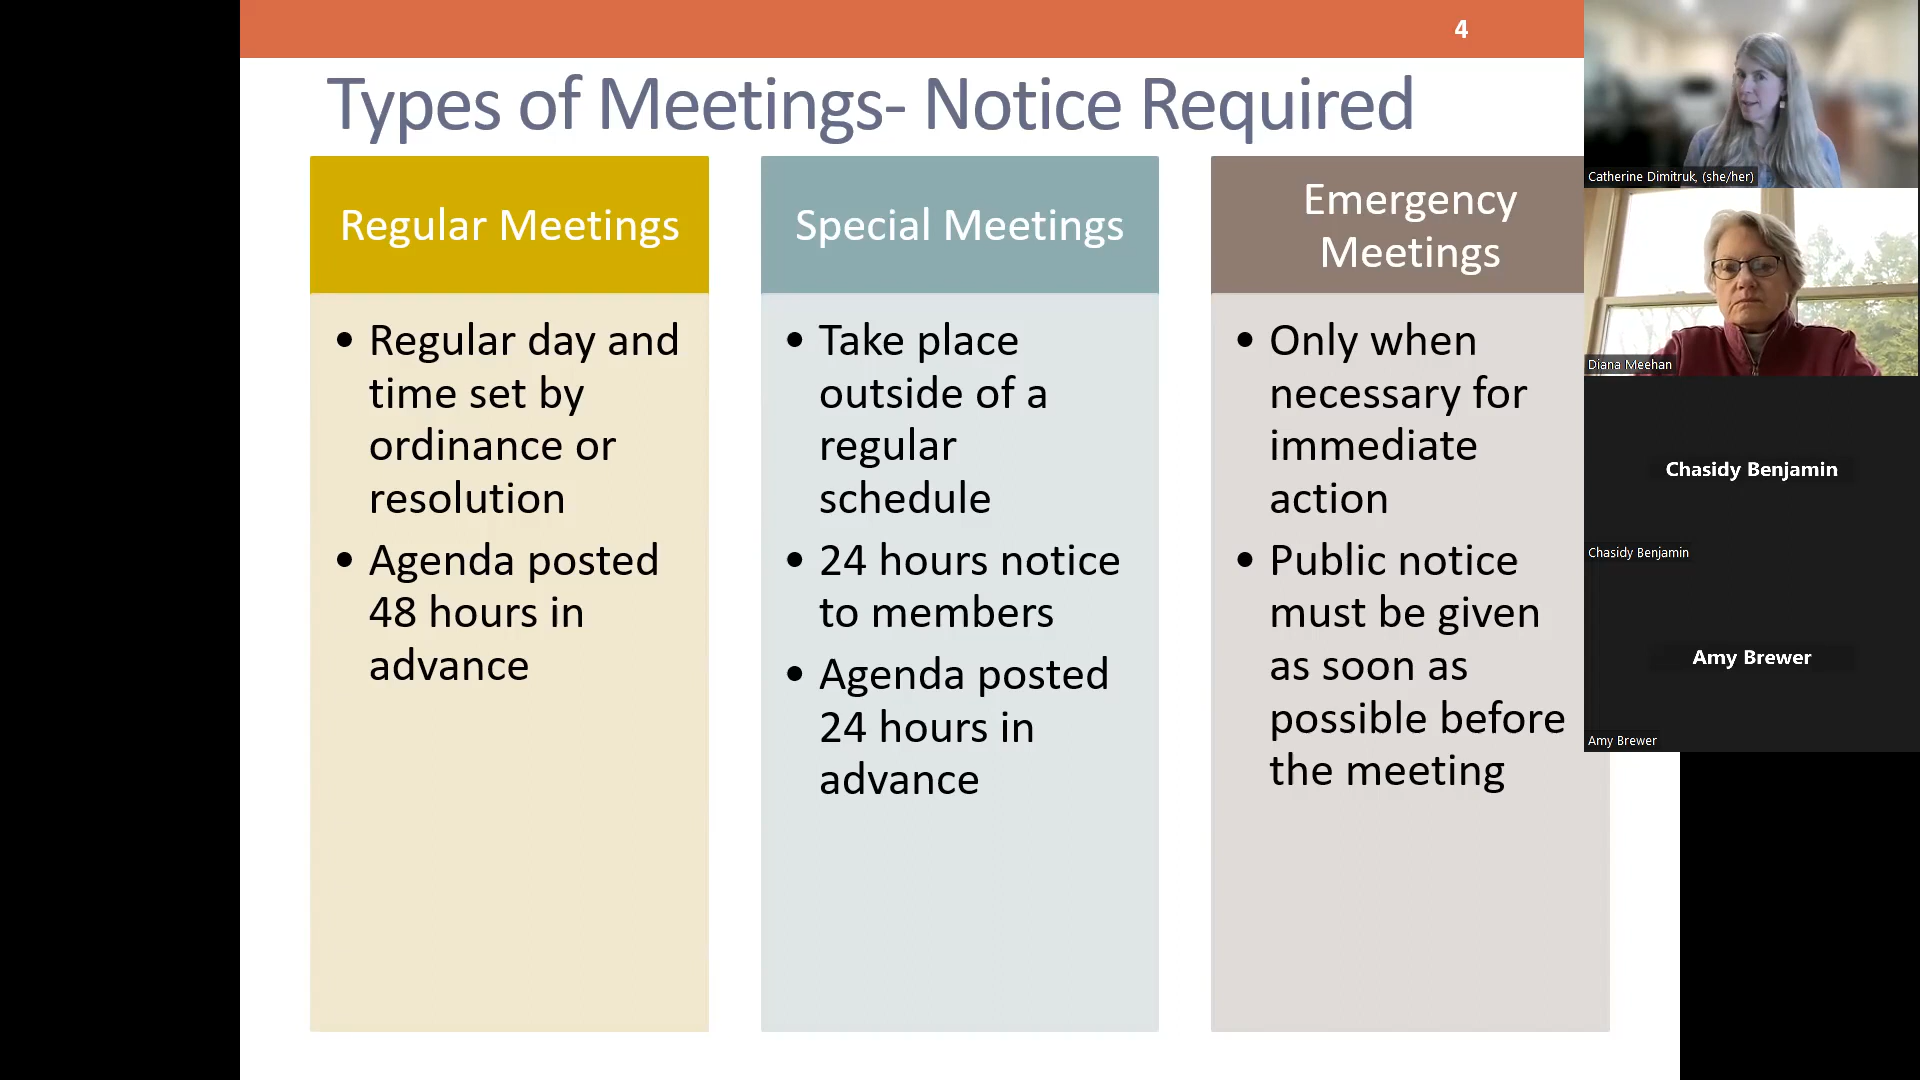 4
Types of Meetings- Notice Required
Regular Meetings
• Regular day and
time set by
ordinance or
resolution
• Agenda posted
48 hours in
advance
Special Meetings
• Take place
outside of a
regular
schedule
• 24 hours notice
to members
• Agenda posted
24 hours in
advance
Emergency
Meetings
• Only when
necessary for
immediate
action
• Public notice
must be given
as soon as
possible before
the meeting
Catherine Dimitruk, (she/her)
Diana Meehan
Chasidy Benjamin
Chasidy Benjamin
Amy Brewer
Amy Brewer